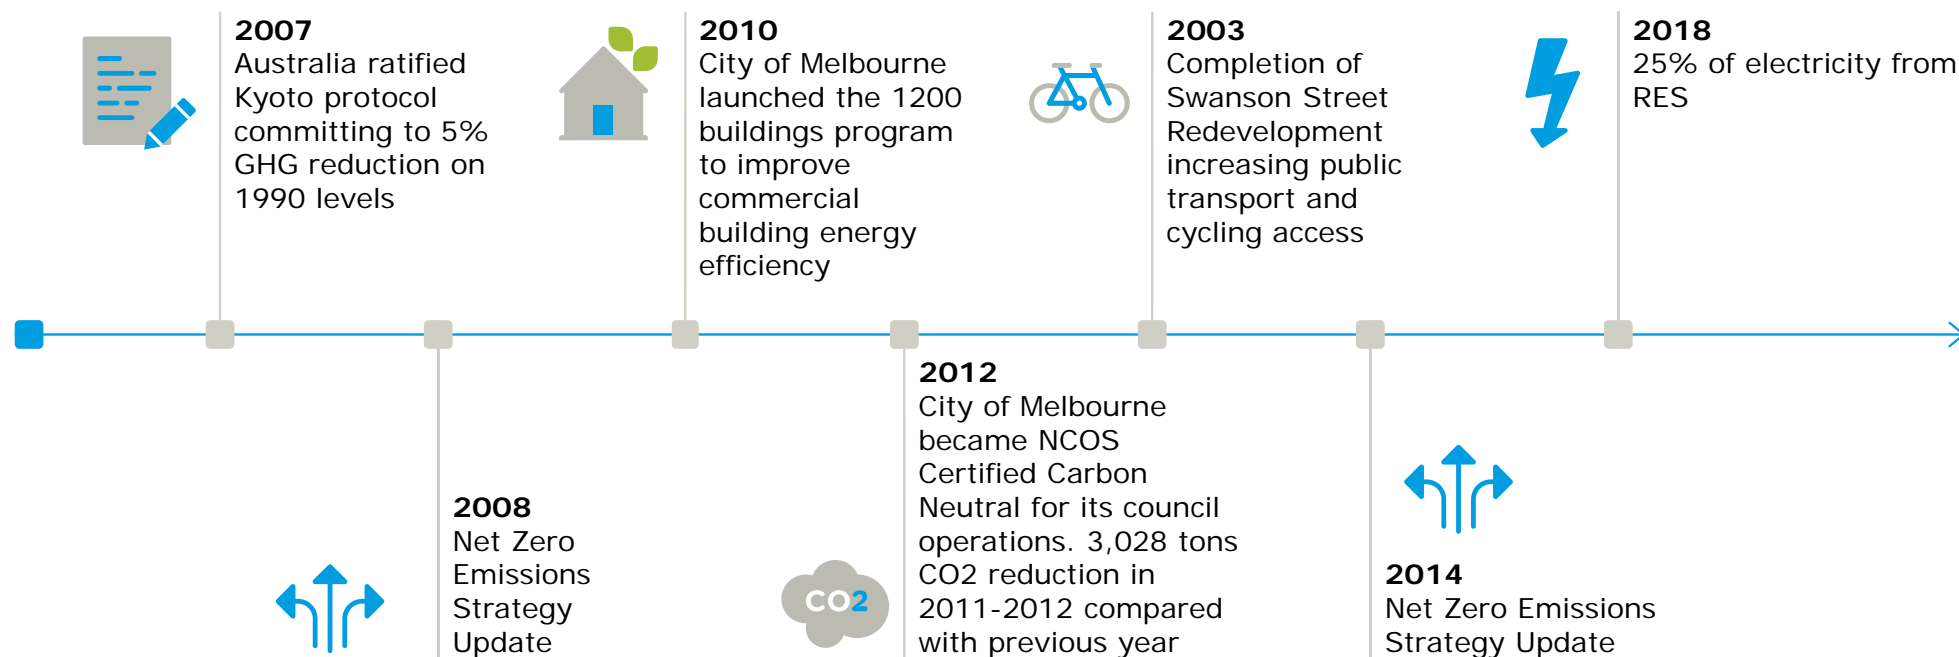 2007
Australia ratified
Kyoto protocol
committing to 5%
GHG reduction on
1990 levels
2008
Net Zero
Emissions
Strategy
Update
2010
City of Melbourne
launched the 1200
buildings program
to improve
commercial
building energy
efficiency
2012
City of Melbourne
became NCOS
Certified Carbon
Neutral for its council
operations. 3,028 tons
CO2 reduction in
2011-2012 compared
with previous year
CO2
2003
Completion of
Swanson Street
Redevelopment
increasing public
transport and
cycling access
2014
Net Zero Emissions
Strategy Update
2018
25% of electricity from
RES